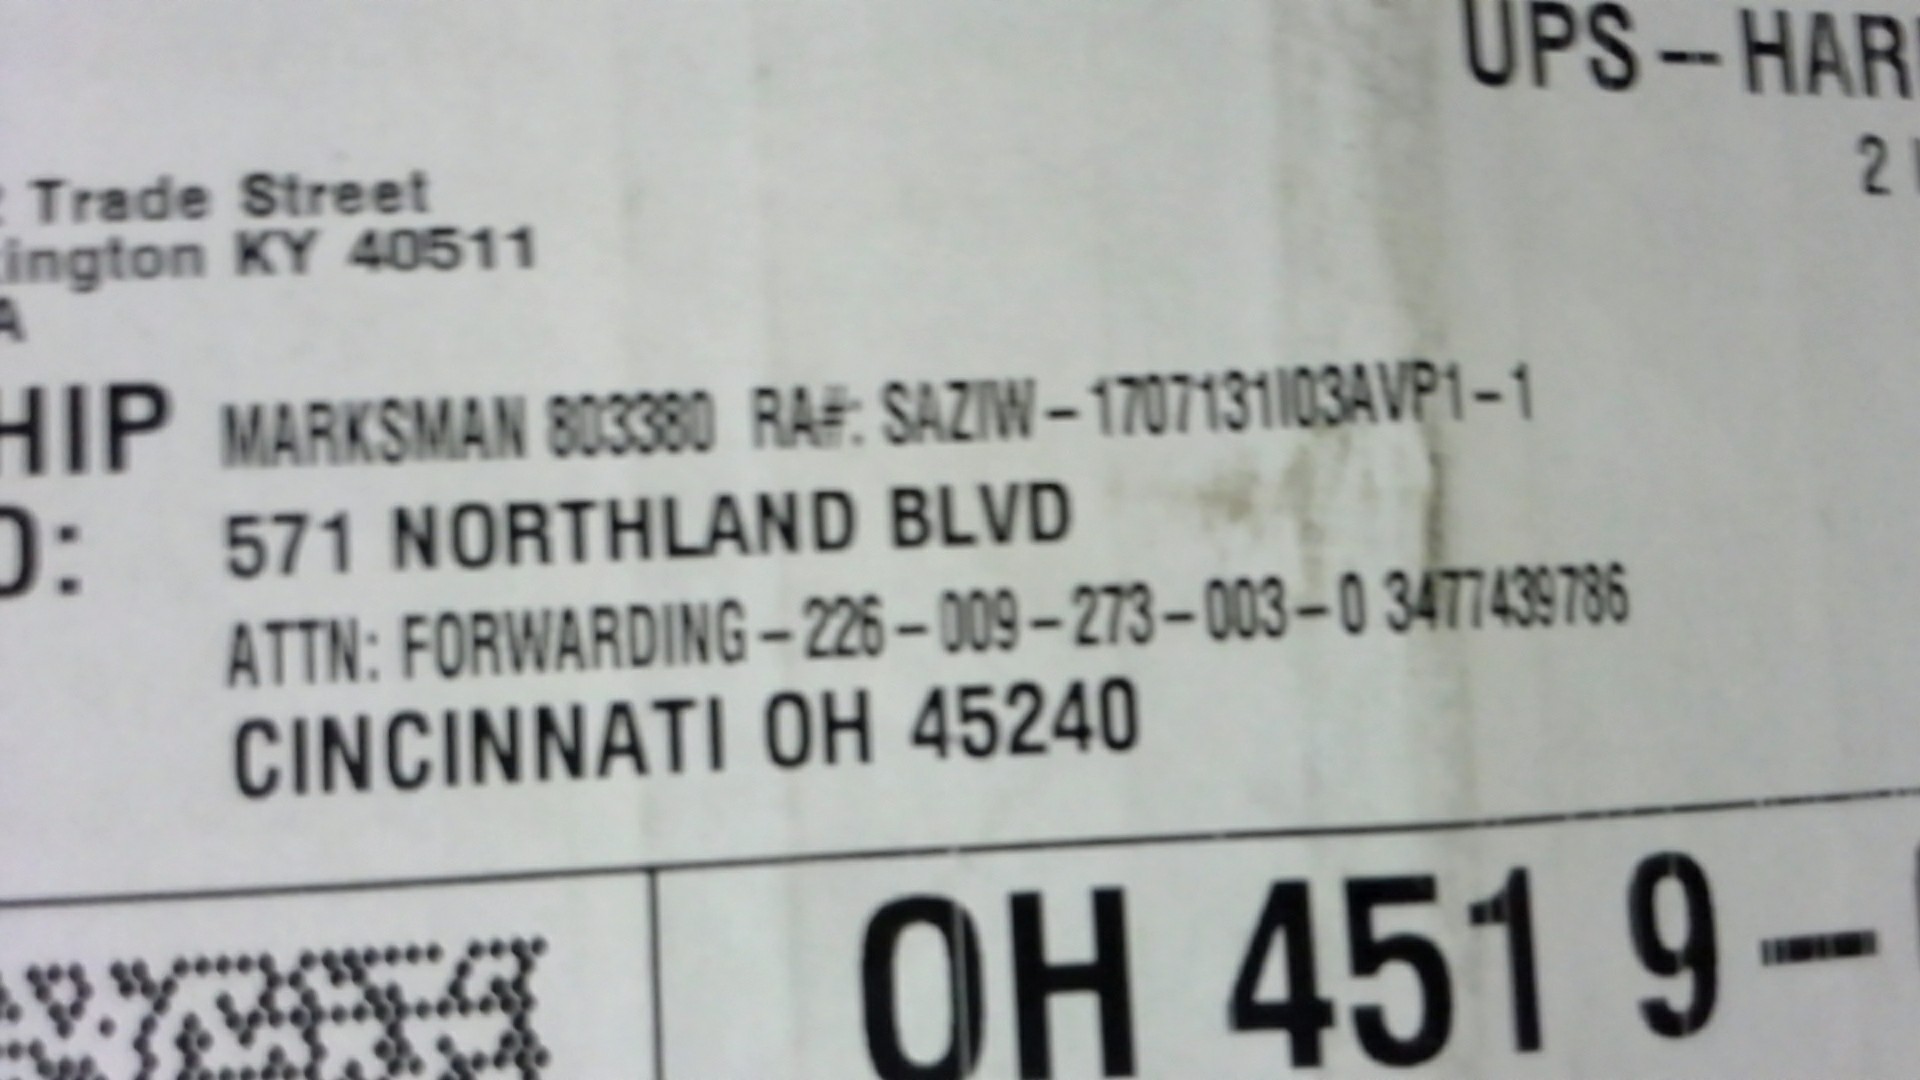 UPS-HAR
2
Trade Street
ington KY 40511
A
HIP MARKSMAN 803380 RA#: SAZIW-1707131I03AVP1-1
O: 571 NORTHLAND BLVD
ATTN: FORWARDING-226-009-273-003-0 3477439786
CINCINNATI OH 45240
OH 451 9-